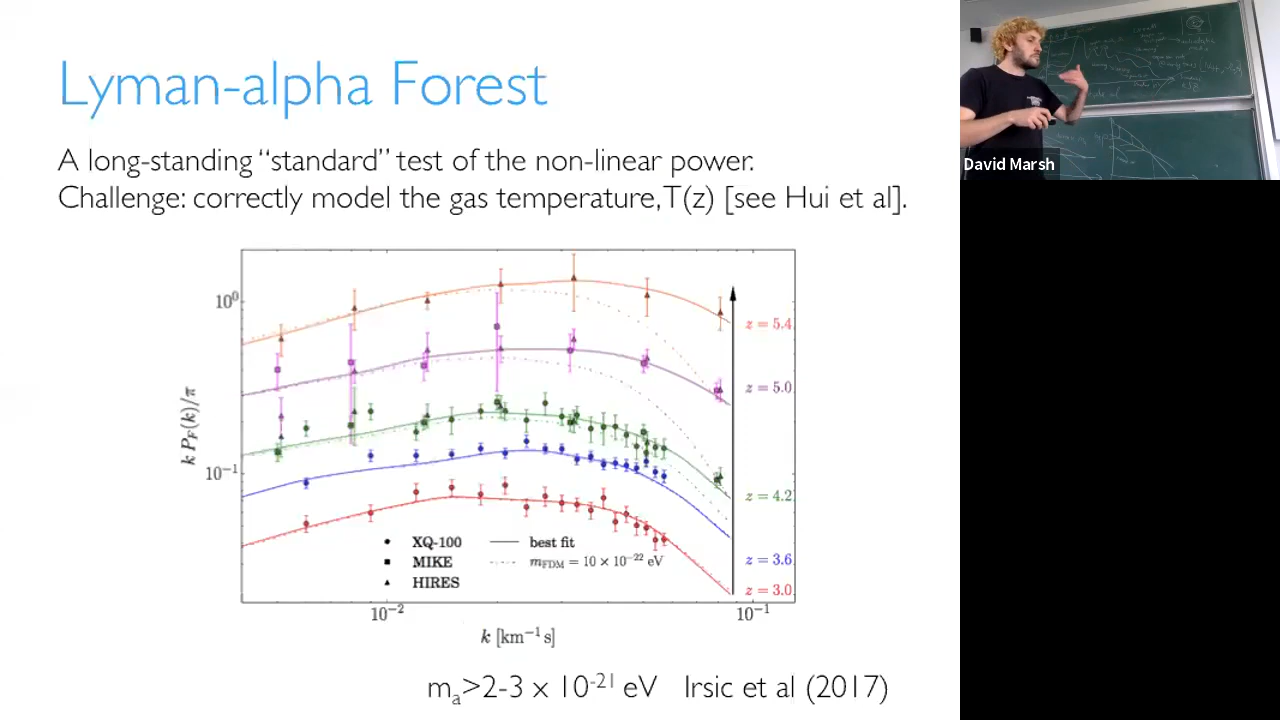 Lyman-alpha Forest
A long-standing “standard” test of the non-linear power.
Challenge: correctly model the gas temperature, T(z) [see Hui et al].
David Marsh
10⁰
10⁻¹
k P_F(k)/π
z = 5.4
z = 5.0
z = 4.2
z = 3.6
z = 3.0
XQ-100
MIKE
HIRES
best fit
m_FDM = 10 × 10⁻²² eV
10⁻²
10⁻¹
k [km⁻¹ s]
mₐ>2-3 x 10⁻²¹ eV Irsic et al (2017)